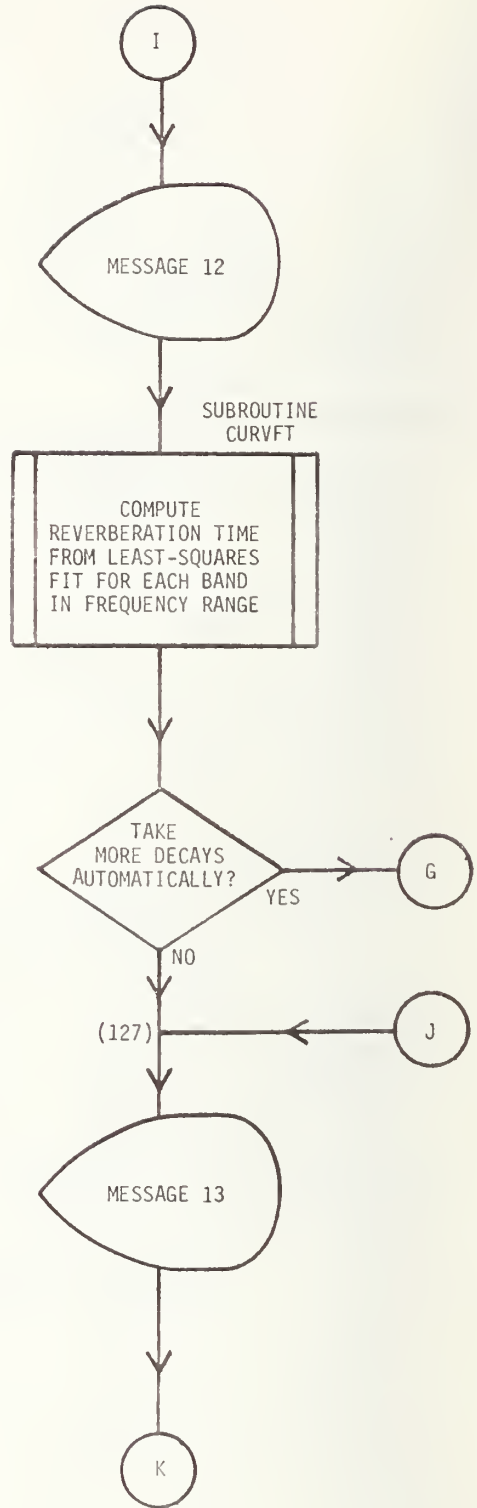 I
MESSAGE 12
SUBROUTINE
CURVFT
COMPUTE
REVERBERATION TIME
FROM LEAST-SQUARES
FIT FOR EACH BAND
IN FREQUENCY RANGE
TAKE
MORE DECAYS
AUTOMATICALLY?
YES
G
NO
(127)
J
MESSAGE 13
K